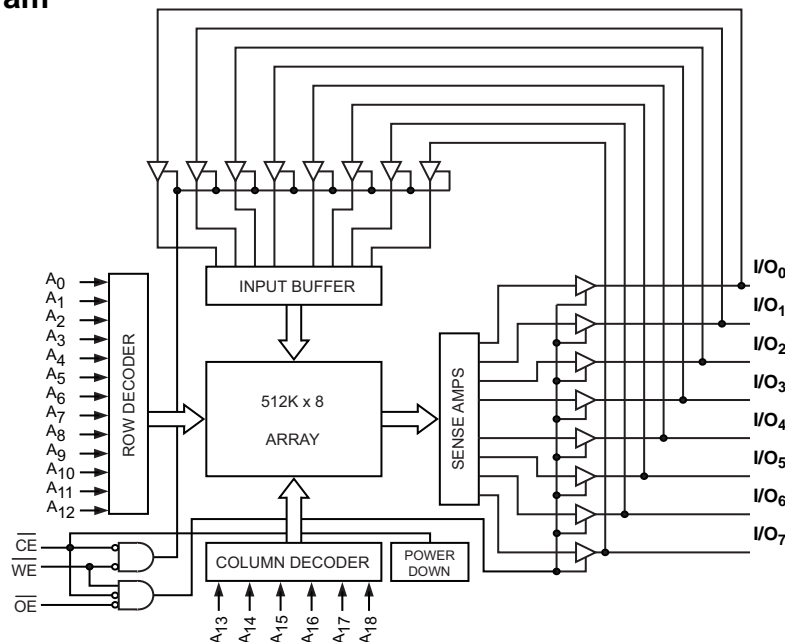 I/O₀
I/O₁
I/O₂
I/O₃
I/O₄
I/O₅
I/O₆
I/O₇
INPUT BUFFER
A₀
A₁
A₂
A₃
A₄
A₅
A₆
A₇
A₈
A₉
A₁₀
A₁₁
A₁₂
ROW DECODER
512K x 8
ARRAY
SENSE AMPS
CE
WE
OE
COLUMN DECODER
POWER
DOWN
A₁₃
A₁₄
A₁₅
A₁₆
A₁₇
A₁₈